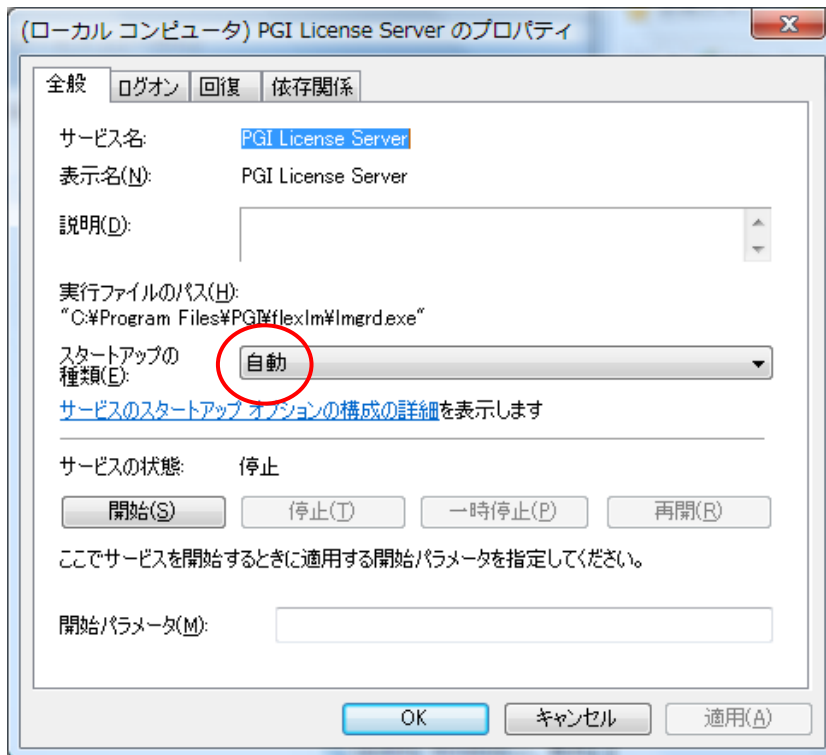 (ローカル コンピュータ) PGI License Server のプロパティ
全般 ログオン 回復 依存関係
サービス名: PGI License Server
表示名(N): PGI License Server
説明(D):
実行ファイルのパス(H):
"C:¥Program Files¥PGI¥flexlm¥lmgrd.exe"
スタートアップの
種類(E): 自動
サービスのスタートアップ オプションの構成の詳細を表示します
サービスの状態: 停止
開始(S) 停止(T) 一時停止(P) 再開(R)
ここでサービスを開始するときに適用する開始パラメータを指定してください。
開始パラメータ(M):
OK キャンセル 適用(A)